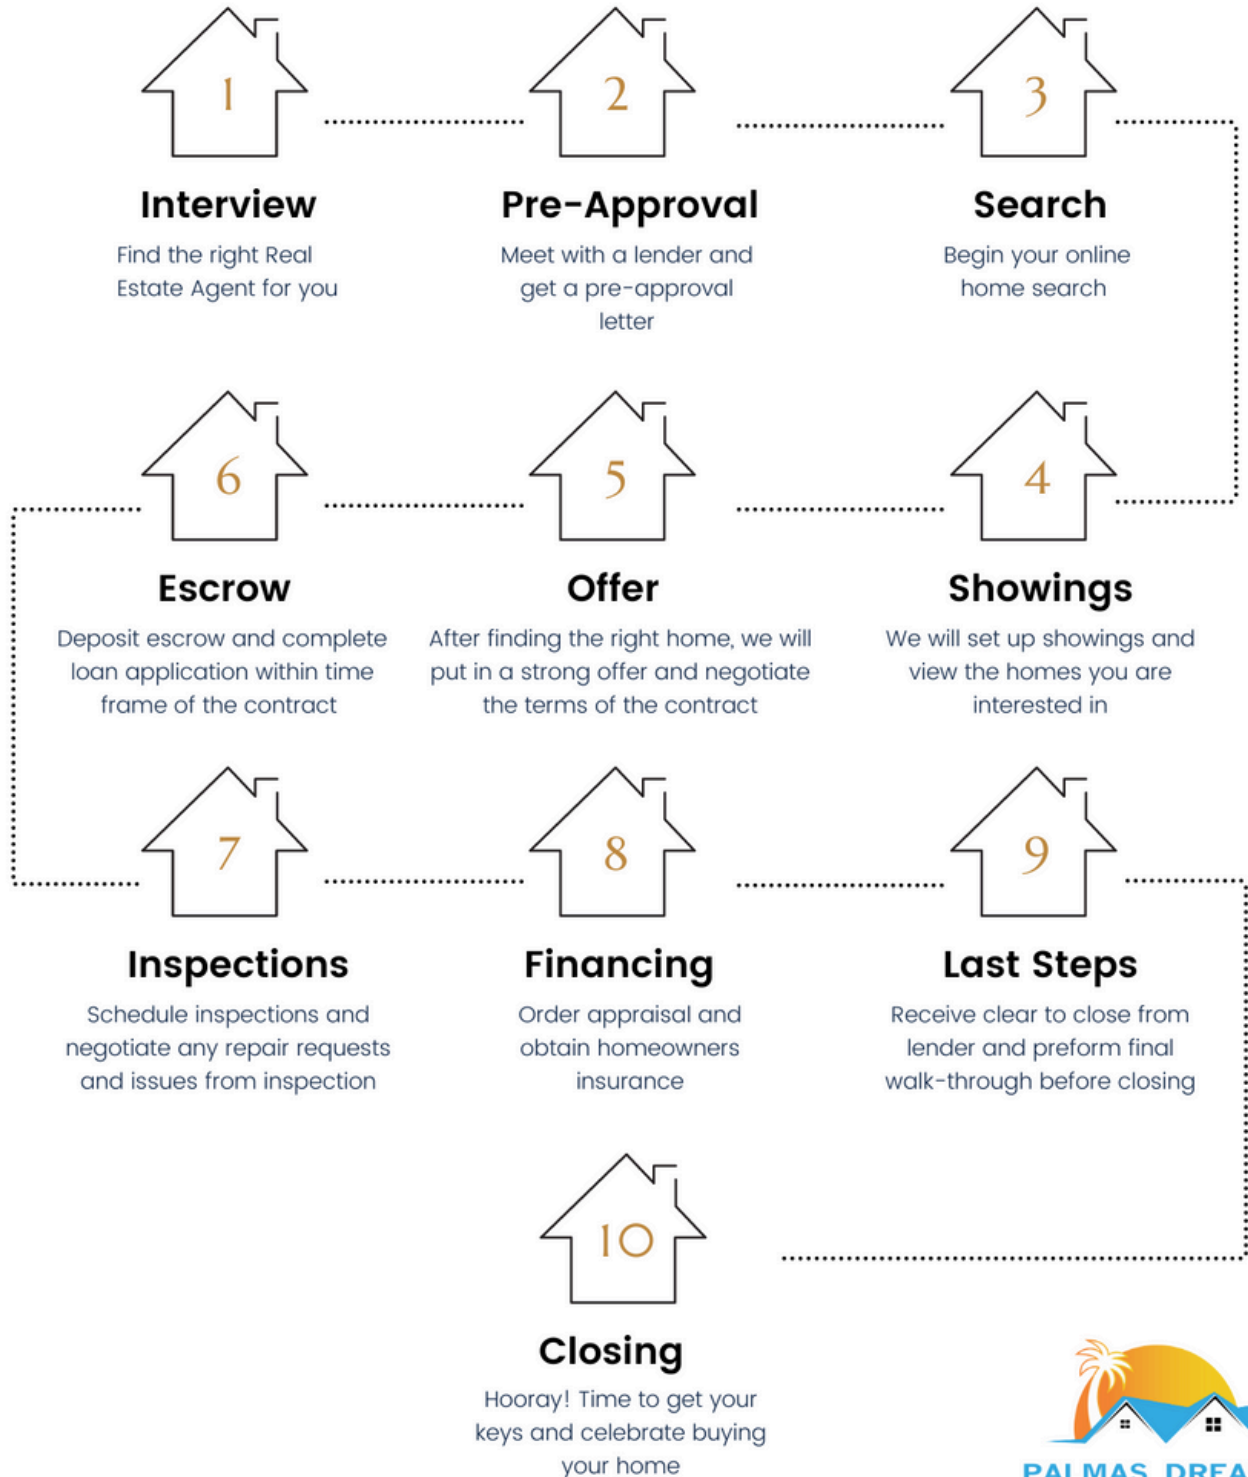 1
Interview
Find the right Real
Estate Agent for you
2
Pre-Approval
Meet with a lender and
get a pre-approval
letter
3
Search
Begin your online
home search
4
Showings
We will set up showings and
view the homes you are
interested in
5
Offer
After finding the right home, we will
put in a strong offer and negotiate
the terms of the contract
6
Escrow
Deposit escrow and complete
loan application within time
frame of the contract
7
Inspections
Schedule inspections and
negotiate any repair requests
and issues from inspection
8
Financing
Order appraisal and
obtain homeowners
insurance
9
Last Steps
Receive clear to close from
lender and preform final
walk-through before closing
10
Closing
Hooray! Time to get your
keys and celebrate buying
your home
PALMAS